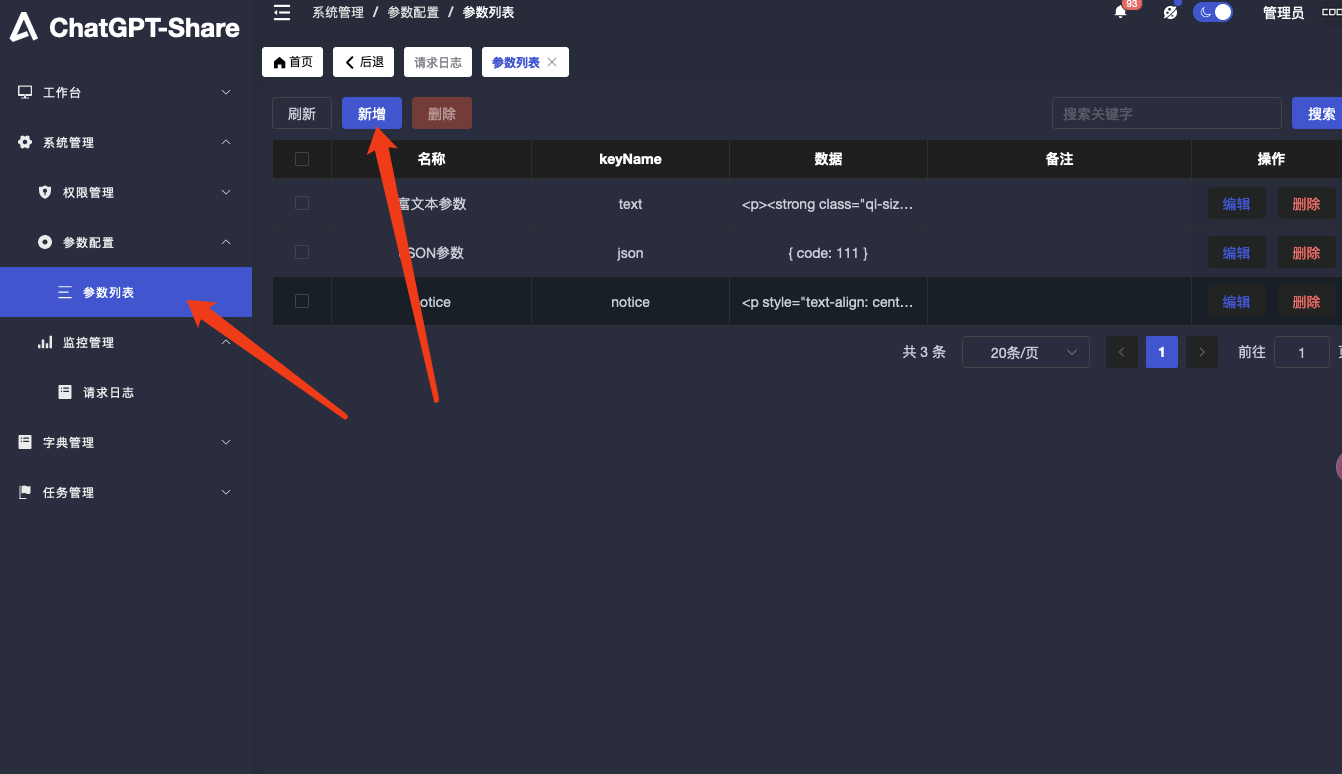 ChatGPT-Share
系统管理 / 参数配置 / 参数列表
93
管理员
首页
后退
请求日志
参数列表
工作台
系统管理
权限管理
参数配置
参数列表
监控管理
请求日志
字典管理
任务管理
刷新
新增
删除
搜索关键字
搜索
名称 keyName 数据 备注 操作
富文本参数 text <p><strong class="ql-siz... 编辑 删除
JSON参数 json { code: 111 } 编辑 删除
notice notice <p style="text-align: cent... 编辑 删除
共 3 条 20条/页 1 前往 1